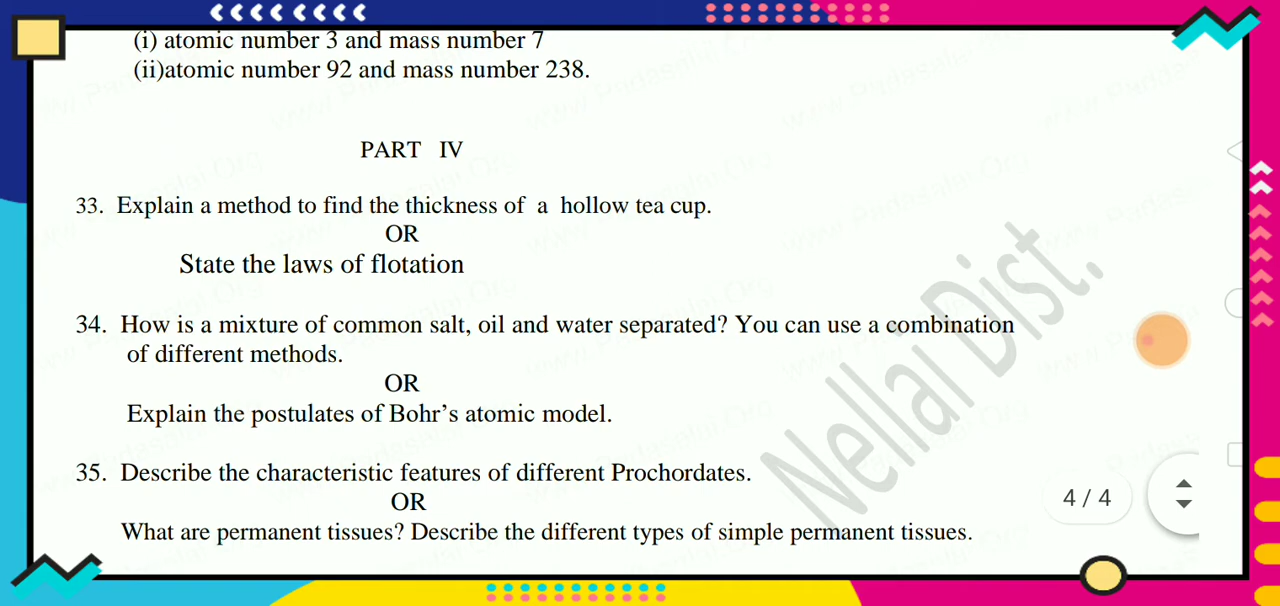 (i) atomic number 3 and mass number 7
(ii)atomic number 92 and mass number 238.
PART IV
33. Explain a method to find the thickness of a hollow tea cup.
OR
State the laws of flotation
34. How is a mixture of common salt, oil and water separated? You can use a combination
of different methods.
OR
Explain the postulates of Bohr’s atomic model.
35. Describe the characteristic features of different Prochordates.
OR
What are permanent tissues? Describe the different types of simple permanent tissues.
Nellai Dist.
4 / 4